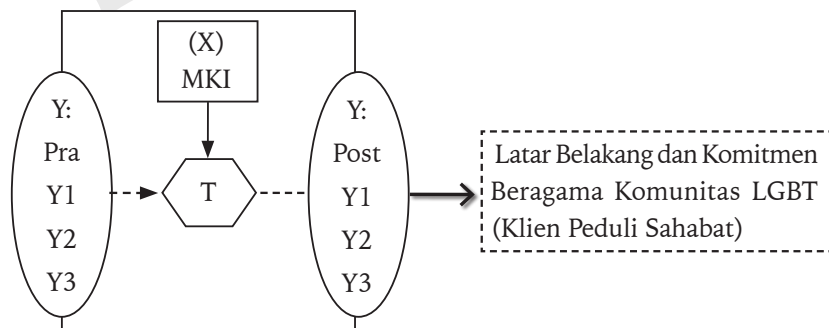 (X)
MKI
Y:
Pra
Y1
Y2
Y3
T
Y:
Post
Y1
Y2
Y3
Latar Belakang dan Komitmen
Beragama Komunitas LGBT
(Klien Peduli Sahabat)